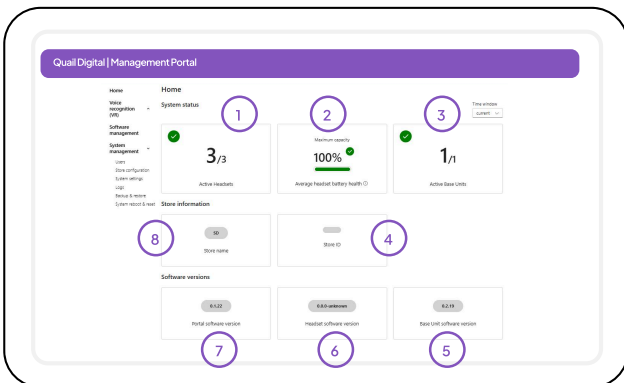 Quail Digital | Management Portal
Home
Voice
recognition
(VR)
Software
management
System
management
Users
Store configuration
System settings
Logs
Backup & restore
System reboot & reset
Home
System status
Time window
current
1
2
3
3/3
Active Headsets
Maximum capacity
100%
Average headset battery health
1/1
Active Base Units
Store information
8
SD
Store name
Store ID
4
Software versions
0.1.22
Portal software version
0.0.0-unknown
Headset software version
0.2.19
Base Unit software version
7
6
5